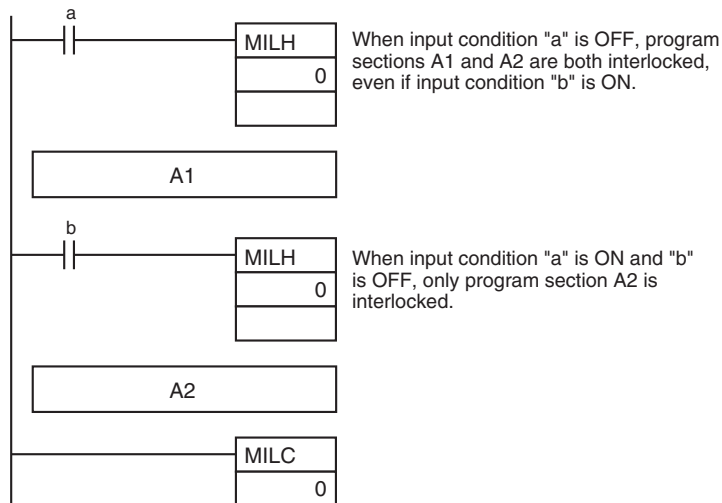 a
MILH
0
When input condition "a" is OFF, program
sections A1 and A2 are both interlocked,
even if input condition "b" is ON.
A1
b
MILH
0
When input condition "a" is ON and "b"
is OFF, only program section A2 is
interlocked.
A2
MILC
0